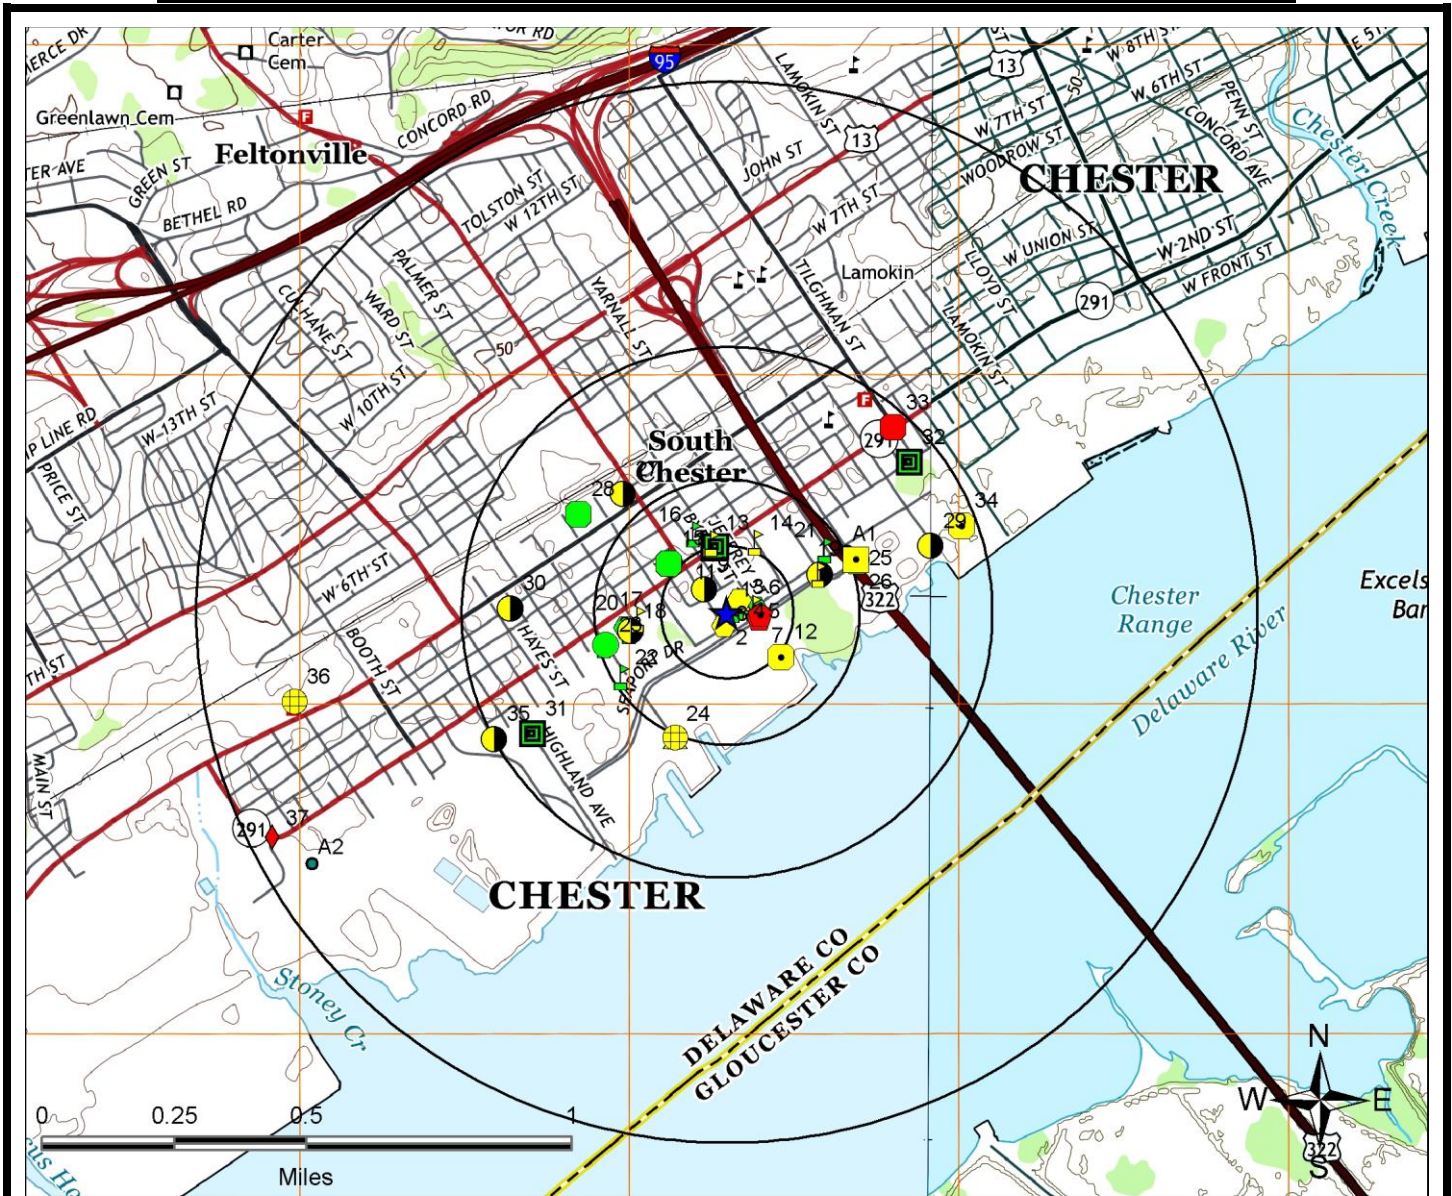 Carter
Cem
Greenlawn Cem
CONCORD RD
95
LAMOKIN ST
13
W 8TH ST
50
W 6TH ST
PENN ST
CONCORD AVE
Chester Creek
W 7TH ST
WOODROW ST
CHESTER
F
Feltonville
GREEN ST
BETHEL RD
TOLSTON ST
W 12TH ST
JOHN ST
13
W 7TH ST
W UNION ST
W 2ND ST
W FRONT ST
291
LLOYD ST
LAMOKIN ST
Lamokin
TILGHMAN ST
YARNALL ST
PALMER ST
WARD ST
CULHANE ST
50
W 10TH ST
W 13TH ST
PRICE ST
South
Chester
F
33
291
32
34
29
28
16
13
14
21
A1
25
26
322
11
6
5
2
7
12
30
20
17
18
W 6TH ST
HAYES ST
BOOTH ST
36
35
31
24
HIGHLAND AVE
MAIN ST
291
37
A2
CHESTER
Chester
Range
Delaware River
Excels
Bar
Stoney Cr
DELAWARE CO
GLOUCESTER CO
N
W
E
S
322
0
0.25
0.5
1
Miles